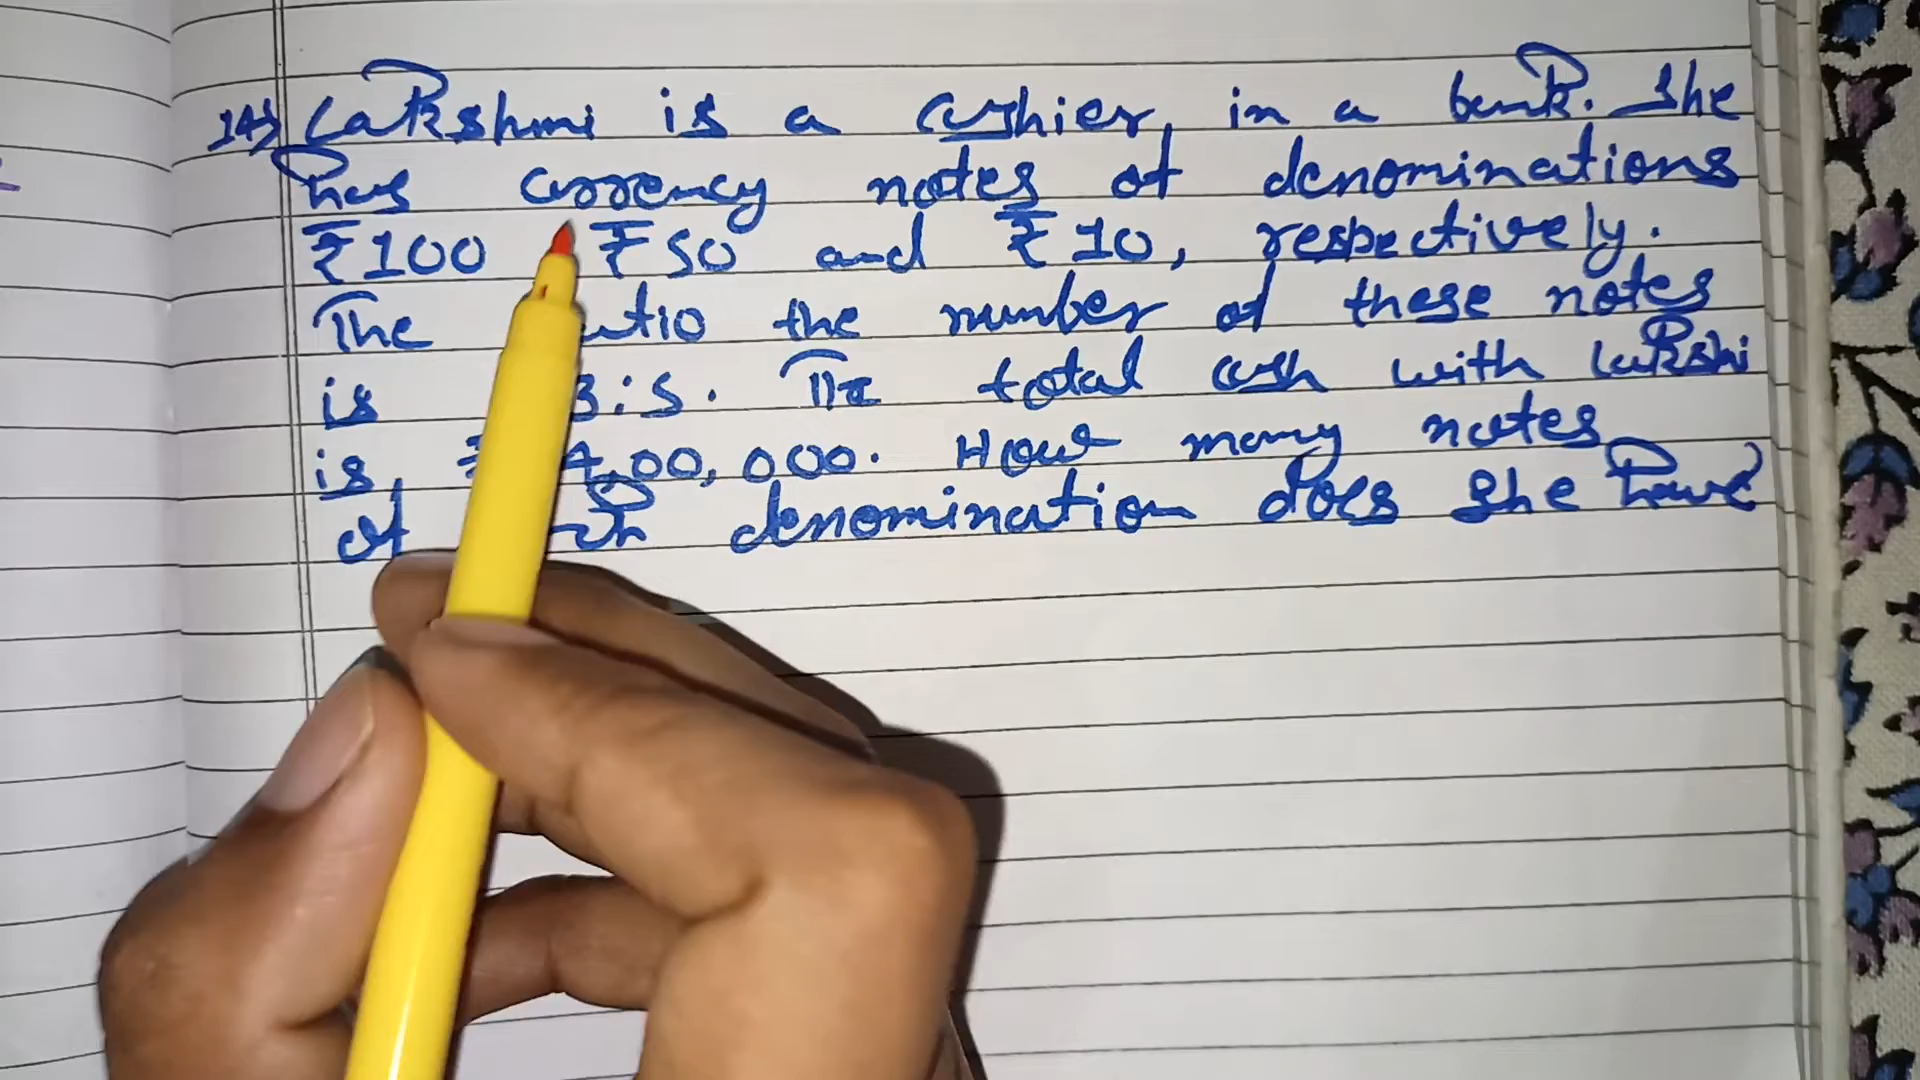 14) Lakshmi is a cashier, in a bank. She
has currency notes of denominations
₹100 ₹50 and ₹10, respectively.
The the number of these notes
is 3:5. The total cash with lakshi
is, 4,00,000. How many notes
of denomination does she have